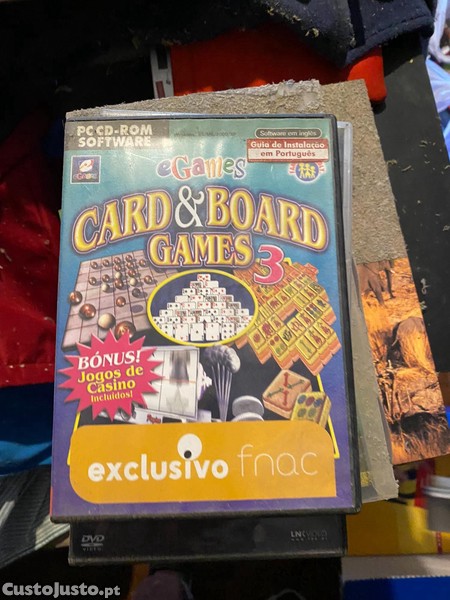 PC CD-ROM
SOFTWARE
Software em inglês
Guia de Instalação
em Português
eGames
CARD & BOARD
GAMES 3
BÓNUS!
Jogos de
Casino
Incluídos!
exclusivo fnac
DVD
VIDEO
CustoJusto.pt